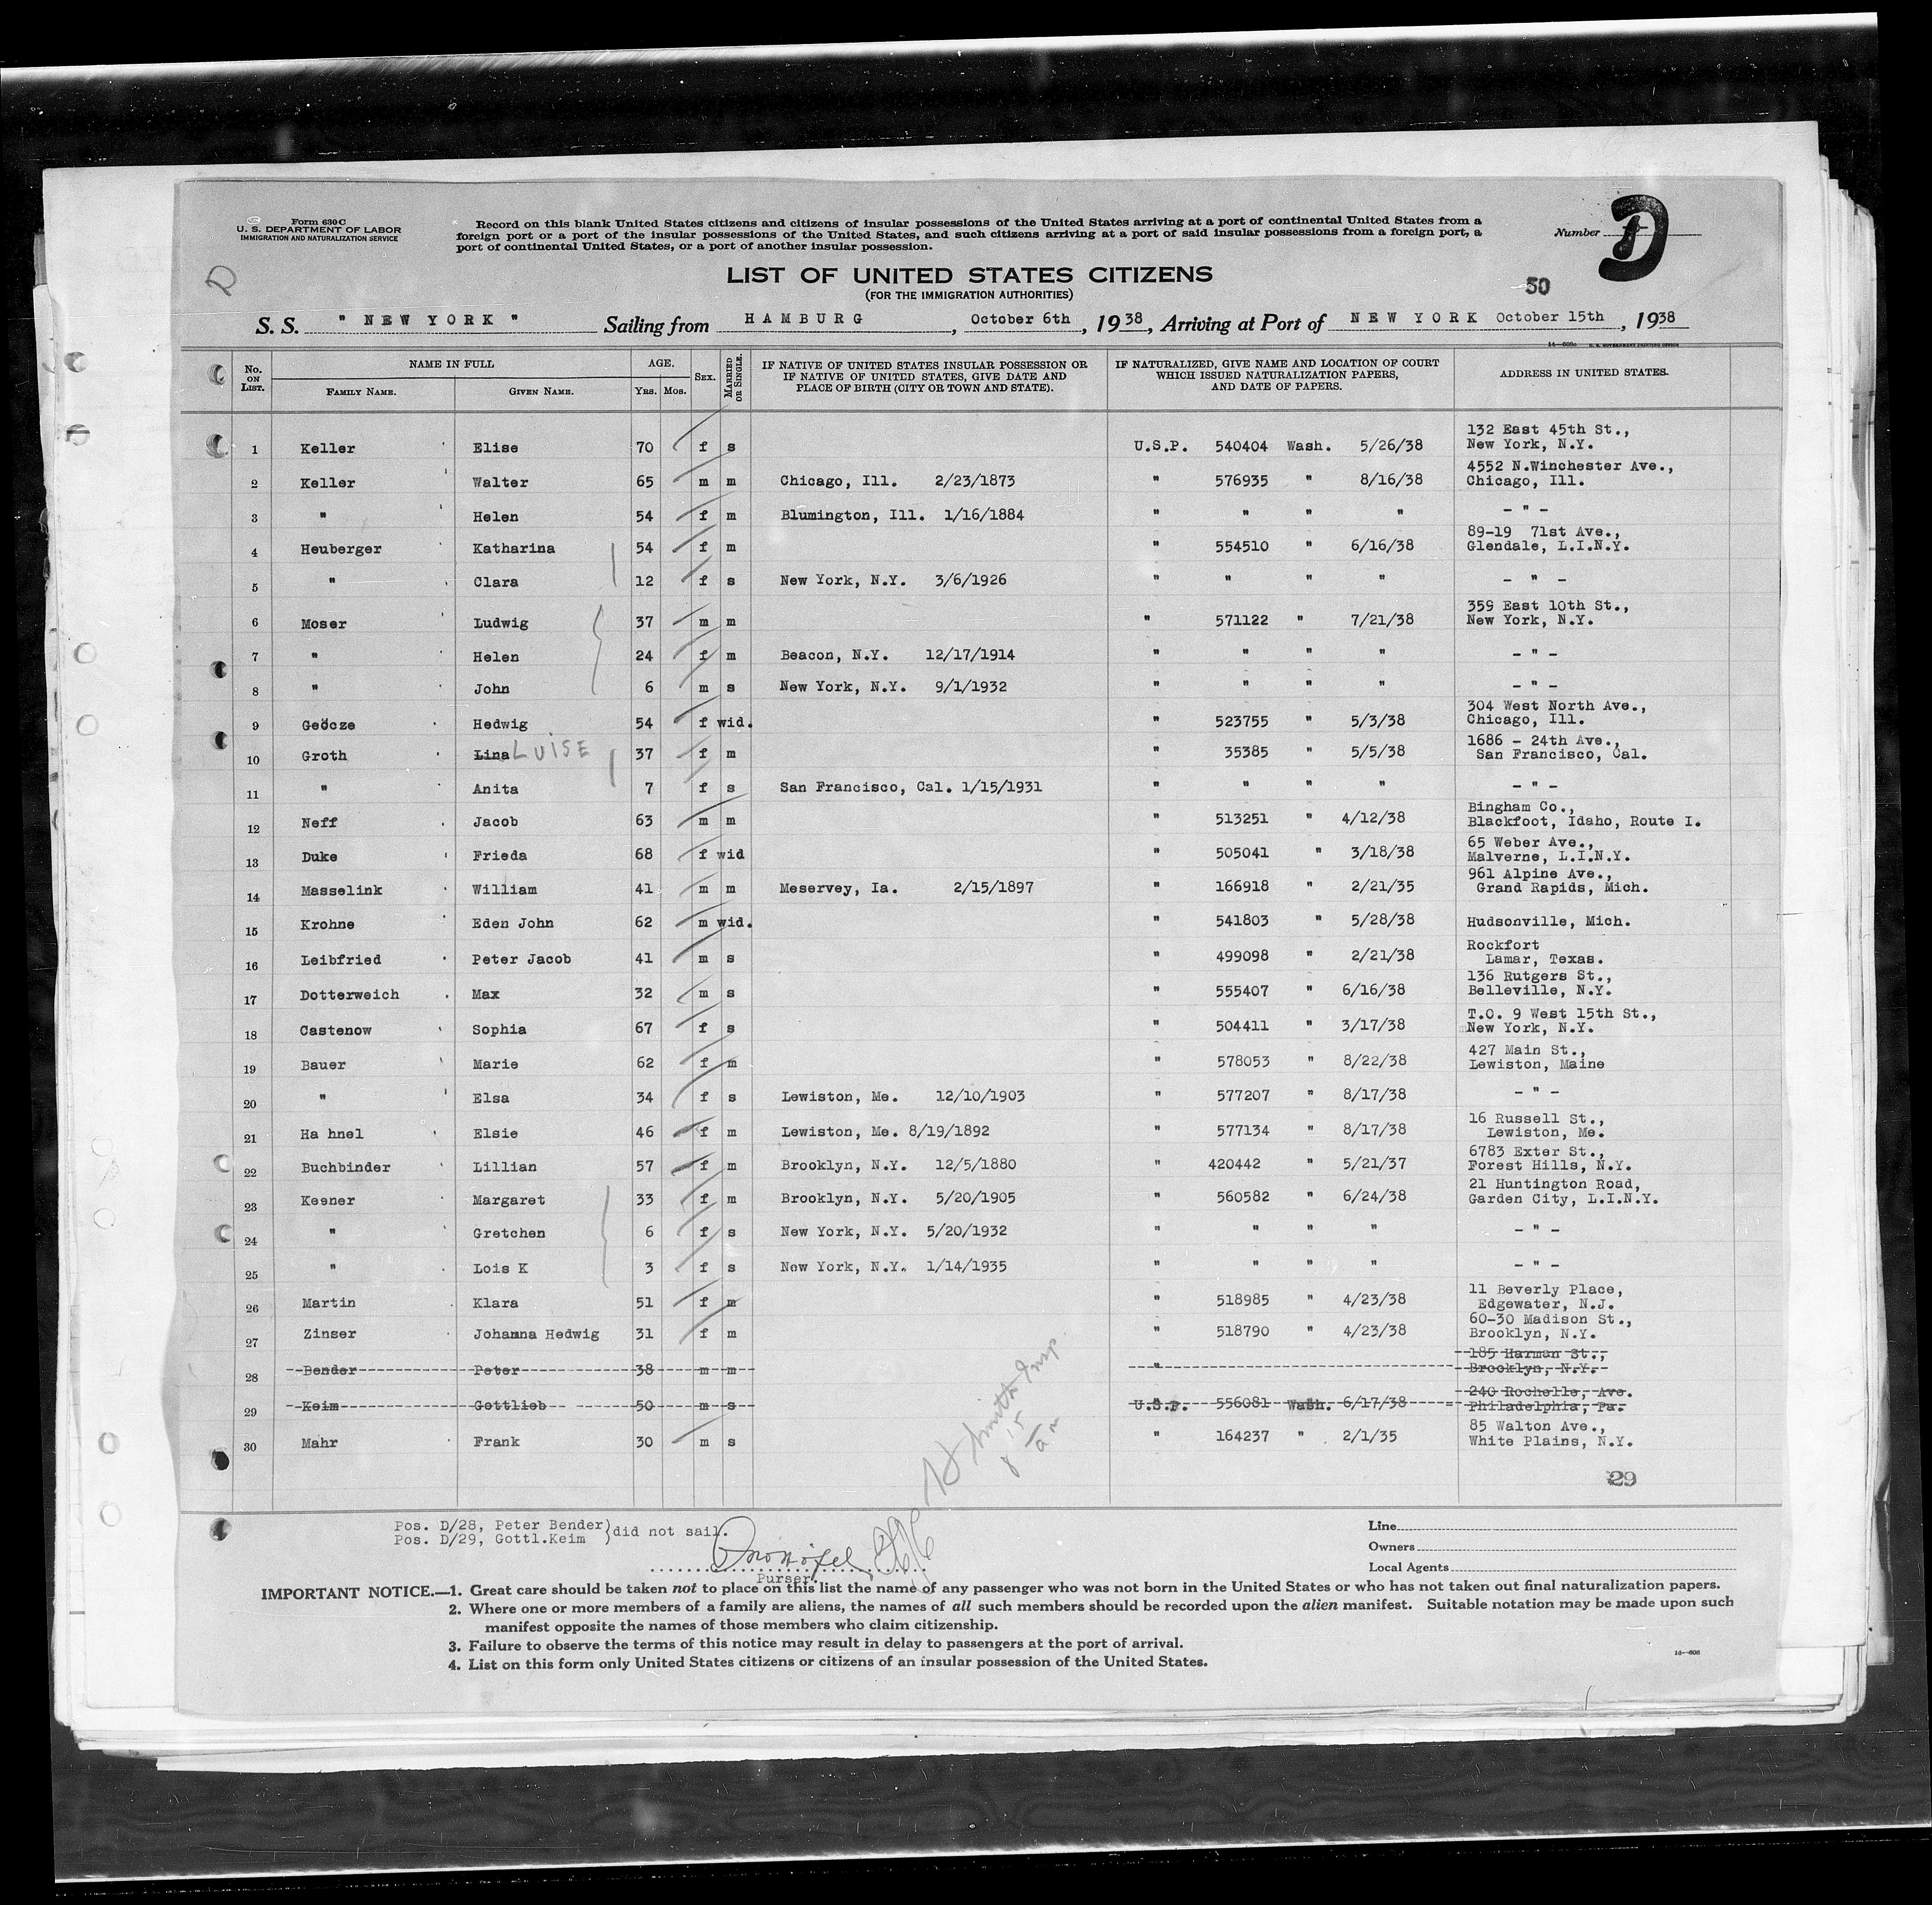 Form 630 C
U. S. DEPARTMENT OF LABOR
IMMIGRATION AND NATURALIZATION SERVICE
Record on this blank United States citizens and citizens of insular possessions of the United States arriving at a port of continental United States from a
foreign port or a port of the insular possessions of the United States, and such citizens arriving at a port of said insular possessions from a foreign port, a
port of continental United States, or a port of another insular possession.
Number D
LIST OF UNITED STATES CITIZENS
(FOR THE IMMIGRATION AUTHORITIES)
50
S. S. " NEW YORK " Sailing from HAMBURG, October 6th, 1938, Arriving at Port of NEW YORK October 15th, 1938
No. ON LIST. NAME IN FULL FAMILY NAME. GIVEN NAME. AGE. YRS. MOS. SEX. MARRIED OR SINGLE. IF NATIVE OF UNITED STATES INSULAR POSSESSION OR IF NATIVE OF UNITED STATES, GIVE DATE AND PLACE OF BIRTH (CITY OR TOWN AND STATE). IF NATURALIZED, GIVE NAME AND LOCATION OF COURT WHICH ISSUED NATURALIZATION PAPERS, AND DATE OF PAPERS. ADDRESS IN UNITED STATES.
1 Keller Elise 70 f s U.S.P. 540404 Wash. 5/26/38 132 East 45th St., New York, N.Y.
2 Keller Walter 65 m m Chicago, Ill. 2/23/1873 " 576935 " 8/16/38 4552 N.Winchester Ave., Chicago, Ill.
3 " Helen 54 f m Blumington, Ill. 1/16/1884 " " " " - " -
4 Heuberger Katharina 54 f m " 554510 " 6/16/38 89-19 71st Ave., Glendale, L.I.N.Y.
5 " Clara 12 f s New York, N.Y. 3/6/1926 " " " " - " -
6 Moser Ludwig 37 m m " 571122 " 7/21/38 359 East 10th St., New York, N.Y.
7 " Helen 24 f m Beacon, N.Y. 12/17/1914 " " " " - " -
8 " John 6 m s New York, N.Y. 9/1/1932 " " " " - " -
9 Geöcze Hedwig 54 f wid. " 523755 " 5/3/38 304 West North Ave., Chicago, Ill.
10 Groth Lina LUISE 37 f m " 35385 " 5/5/38 1686 - 24th Ave., San Francisco, Cal.
11 " Anita 7 f s San Francisco, Cal. 1/15/1931 " " " " - " -
12 Neff Jacob 63 m m " 513251 " 4/12/38 Bingham Co., Blackfoot, Idaho, Route I.
13 Duke Frieda 68 f wid " 505041 " 3/18/38 65 Weber Ave., Malverne, L.I.N.Y.
14 Masselink William 41 m m Meservey, Ia. 2/15/1897 " 166918 " 2/21/35 961 Alpine Ave., Grand Rapids, Mich.
15 Krohne Eden John 62 m wid. " 541803 " 5/28/38 Hudsonville, Mich.
16 Leibfried Peter Jacob 41 m s " 499098 " 2/21/38 Rockfort Lamar, Texas.
17 Dotterweich Max 32 m s " 555407 " 6/16/38 136 Rutgers St., Belleville, N.Y.
18 Castenow Sophia 67 f s " 504411 " 3/17/38 T.O. 9 West 15th St., New York, N.Y.
19 Bauer Marie 62 f m " 578053 " 8/22/38 427 Main St., Lewiston, Maine
20 " Elsa 34 f s Lewiston, Me. 12/10/1903 " 577207 " 8/17/38 - " -
21 Ha hnel Elsie 46 f m Lewiston, Me. 8/19/1892 " 577134 " 8/17/38 16 Russell St., Lewiston, Me.
22 Buchbinder Lillian 57 f m Brooklyn, N.Y. 12/5/1880 " 420442 " 5/21/37 6783 Exter St., Forest Hills, N.Y.
23 Kesner Margaret 33 f m Brooklyn, N.Y. 5/20/1905 " 560582 " 6/24/38 21 Huntington Road, Garden City, L.I.N.Y.
24 " Gretchen 6 f s New York, N.Y. 5/20/1932 " " " " - " -
25 " Lois K 3 f s New York, N.Y. 1/14/1935 " " " " - " -
26 Martin Klara 51 f m " 518985 " 4/23/38 11 Beverly Place, Edgewater, N.J.
27 Zinser Johanna Hedwig 31 f m " 518790 " 4/23/38 60-30 Madison St., Brooklyn, N.Y.
28 Bender Peter 38 m m " 185 Harman St., Brooklyn, N.Y.
29 Keim Gottlieb 50 m s U.S.P. 556081 Wash. 6/17/38 240 Rochelle, Ave. Philadelphia, Pa.
30 Mahr Frank 30 m s " 164237 " 2/1/35 85 Walton Ave., White Plains, N.Y.
29
Pos. D/28, Peter Bender) did not sail.
Pos. D/29, Gottl.Keim )
Purser.
Line
Owners
Local Agents
IMPORTANT NOTICE.—1. Great care should be taken not to place on this list the name of any passenger who was not born in the United States or who has not taken out final naturalization papers.
2. Where one or more members of a family are aliens, the names of all such members should be recorded upon the alien manifest. Suitable notation may be made upon such
manifest opposite the names of those members who claim citizenship.
3. Failure to observe the terms of this notice may result in delay to passengers at the port of arrival.
4. List on this form only United States citizens or citizens of an insular possession of the United States.